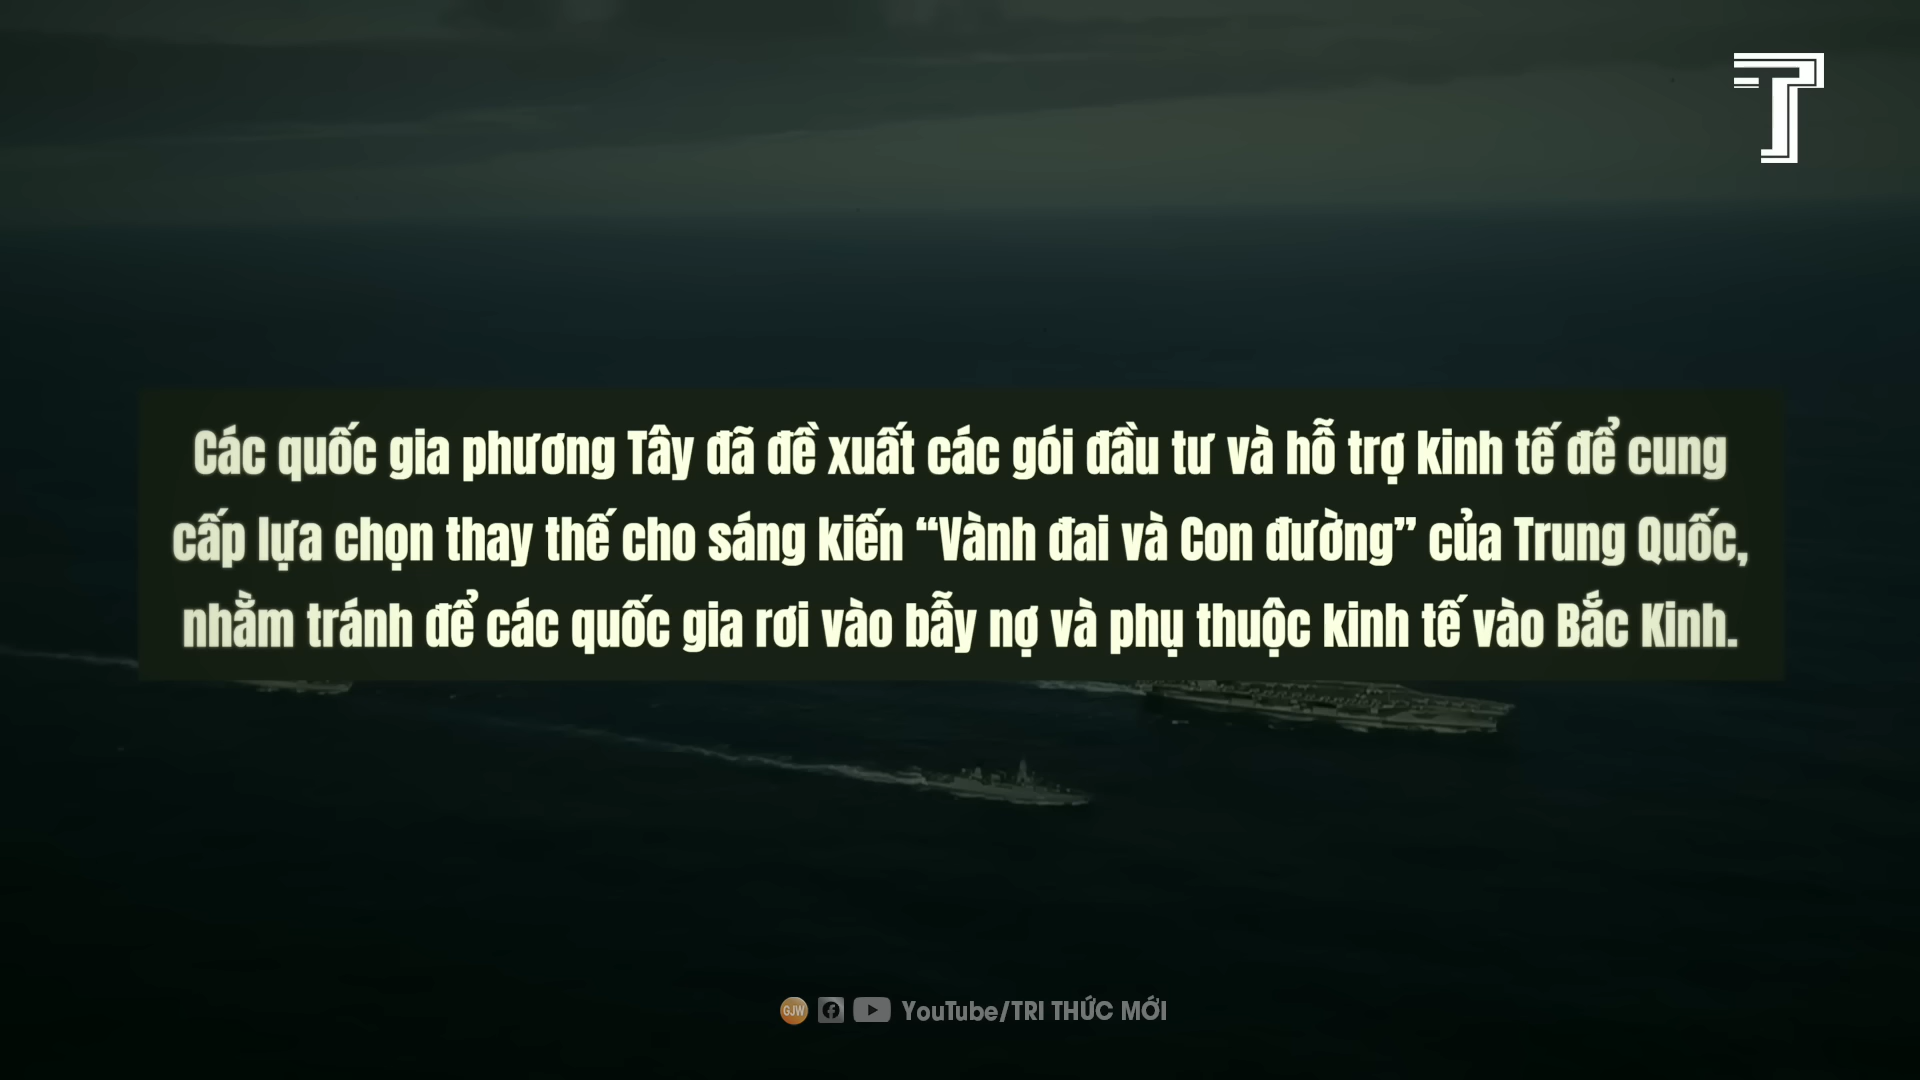 Các quốc gia phương Tây đã đề xuất các gói đầu tư và hỗ trợ kinh tế để cung
cấp lựa chọn thay thế cho sáng kiến “Vành đai và Con đường” của Trung Quốc,
nhằm tránh để các quốc gia rơi vào bẫy nợ và phụ thuộc kinh tế vào Bắc Kinh.
GJW YouTube/TRI THỨC MỚI